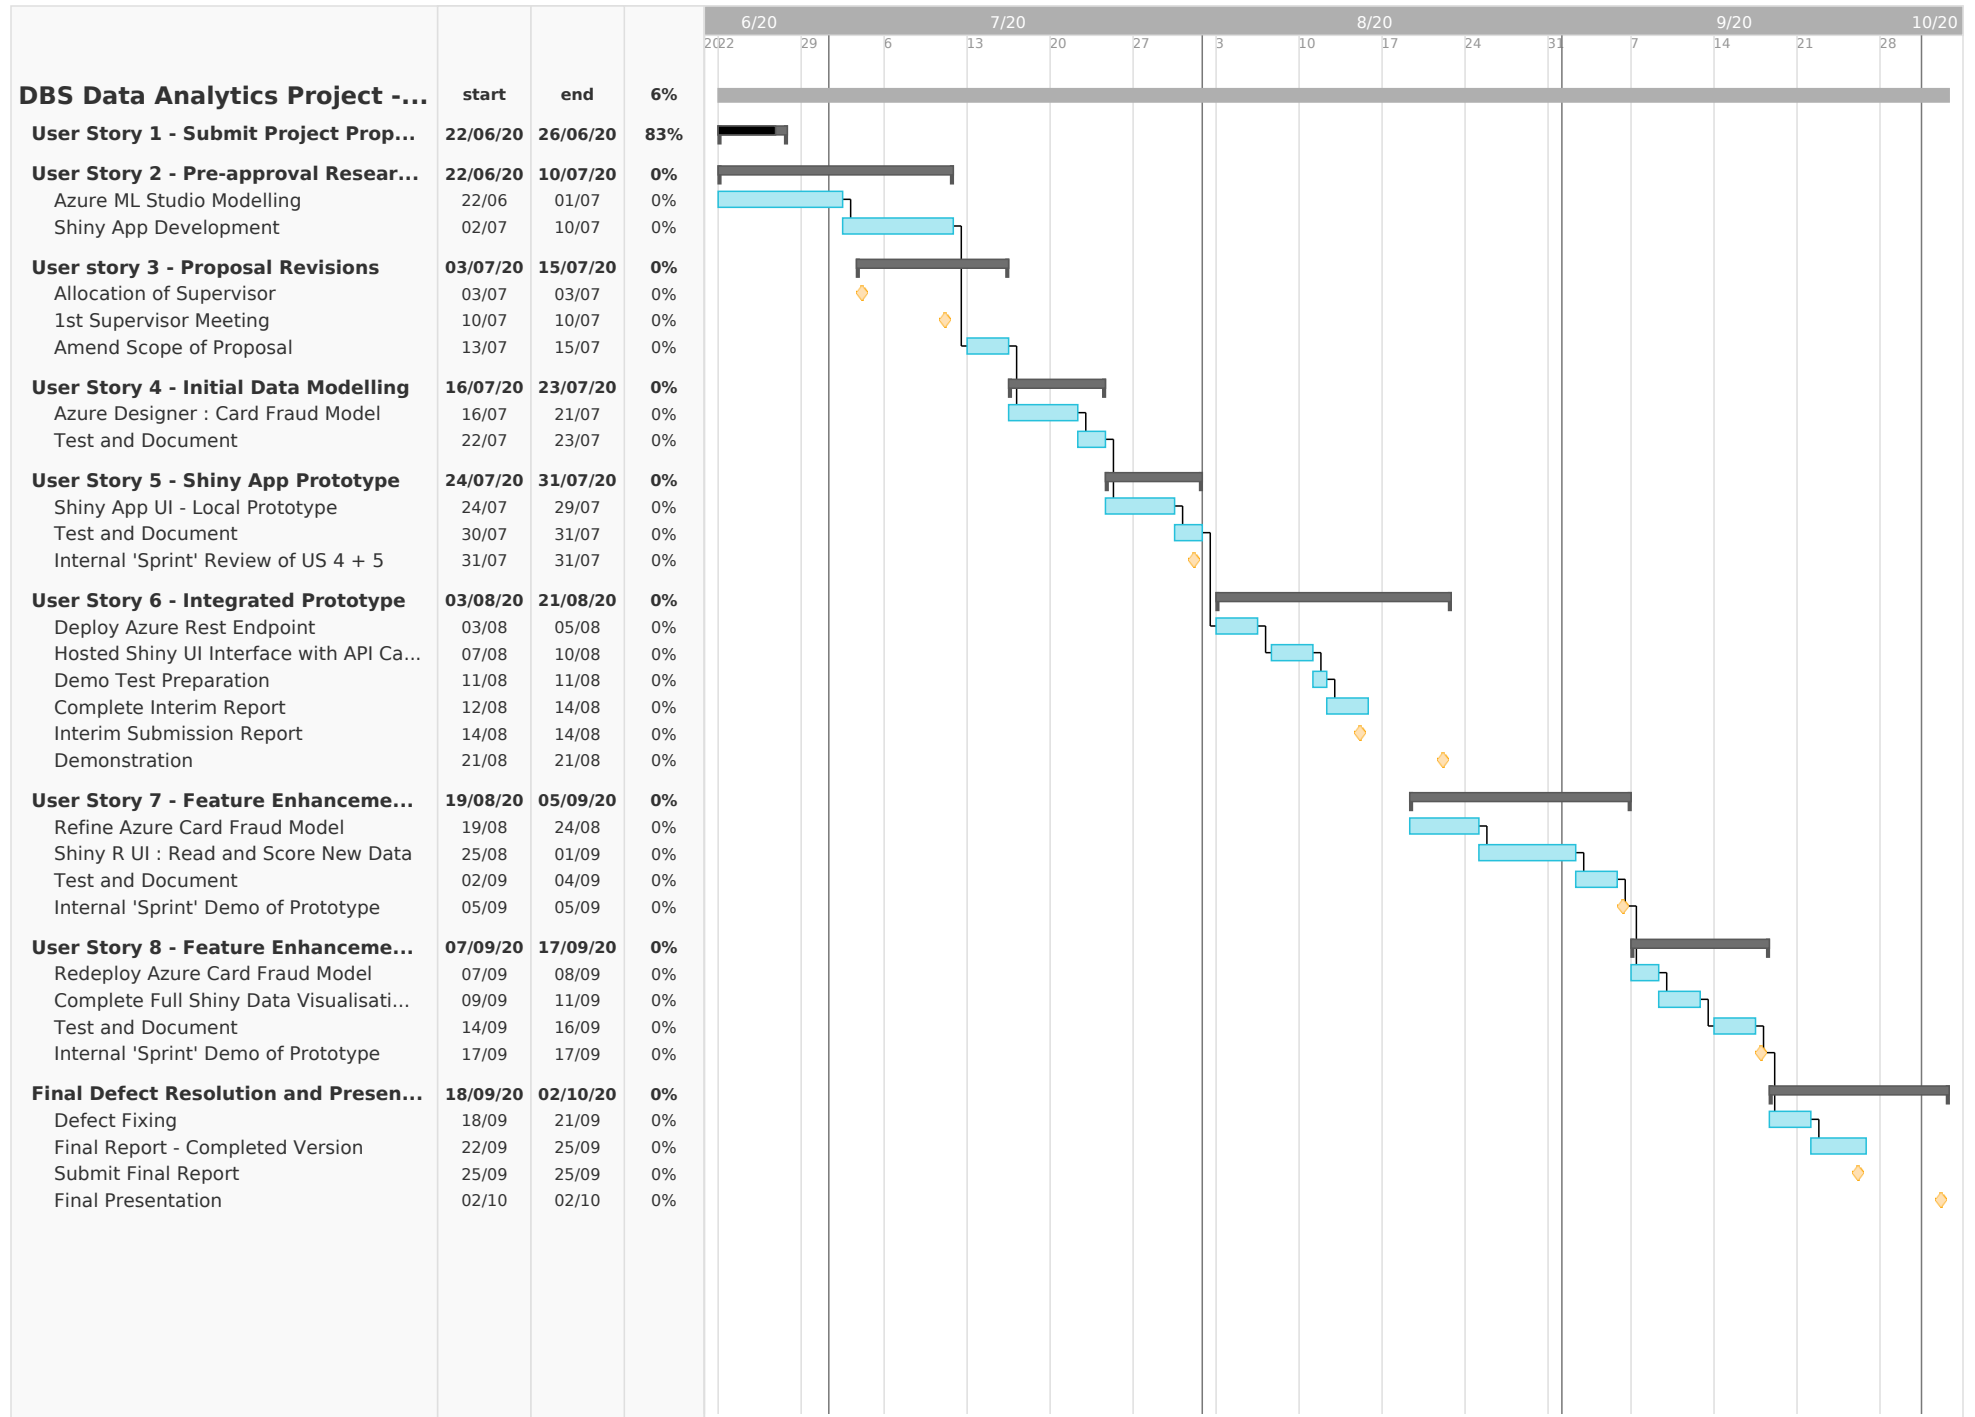 6/20 7/20 8/20 9/20 10/20
20 22 29 6 13 20 27 3 10 17 24 31 7 14 21 28
DBS Data Analytics Project -... start end 6%
User Story 1 - Submit Project Prop... 22/06/20 26/06/20 83%
User Story 2 - Pre-approval Resear... 22/06/20 10/07/20 0%
Azure ML Studio Modelling 22/06 01/07 0%
Shiny App Development 02/07 10/07 0%
User story 3 - Proposal Revisions 03/07/20 15/07/20 0%
Allocation of Supervisor 03/07 03/07 0%
1st Supervisor Meeting 10/07 10/07 0%
Amend Scope of Proposal 13/07 15/07 0%
User Story 4 - Initial Data Modelling 16/07/20 23/07/20 0%
Azure Designer : Card Fraud Model 16/07 21/07 0%
Test and Document 22/07 23/07 0%
User Story 5 - Shiny App Prototype 24/07/20 31/07/20 0%
Shiny App UI - Local Prototype 24/07 29/07 0%
Test and Document 30/07 31/07 0%
Internal 'Sprint' Review of US 4 + 5 31/07 31/07 0%
User Story 6 - Integrated Prototype 03/08/20 21/08/20 0%
Deploy Azure Rest Endpoint 03/08 05/08 0%
Hosted Shiny UI Interface with API Ca... 07/08 10/08 0%
Demo Test Preparation 11/08 11/08 0%
Complete Interim Report 12/08 14/08 0%
Interim Submission Report 14/08 14/08 0%
Demonstration 21/08 21/08 0%
User Story 7 - Feature Enhanceme... 19/08/20 05/09/20 0%
Refine Azure Card Fraud Model 19/08 24/08 0%
Shiny R UI : Read and Score New Data 25/08 01/09 0%
Test and Document 02/09 04/09 0%
Internal 'Sprint' Demo of Prototype 05/09 05/09 0%
User Story 8 - Feature Enhanceme... 07/09/20 17/09/20 0%
Redeploy Azure Card Fraud Model 07/09 08/09 0%
Complete Full Shiny Data Visualisati... 09/09 11/09 0%
Test and Document 14/09 16/09 0%
Internal 'Sprint' Demo of Prototype 17/09 17/09 0%
Final Defect Resolution and Presen... 18/09/20 02/10/20 0%
Defect Fixing 18/09 21/09 0%
Final Report - Completed Version 22/09 25/09 0%
Submit Final Report 25/09 25/09 0%
Final Presentation 02/10 02/10 0%